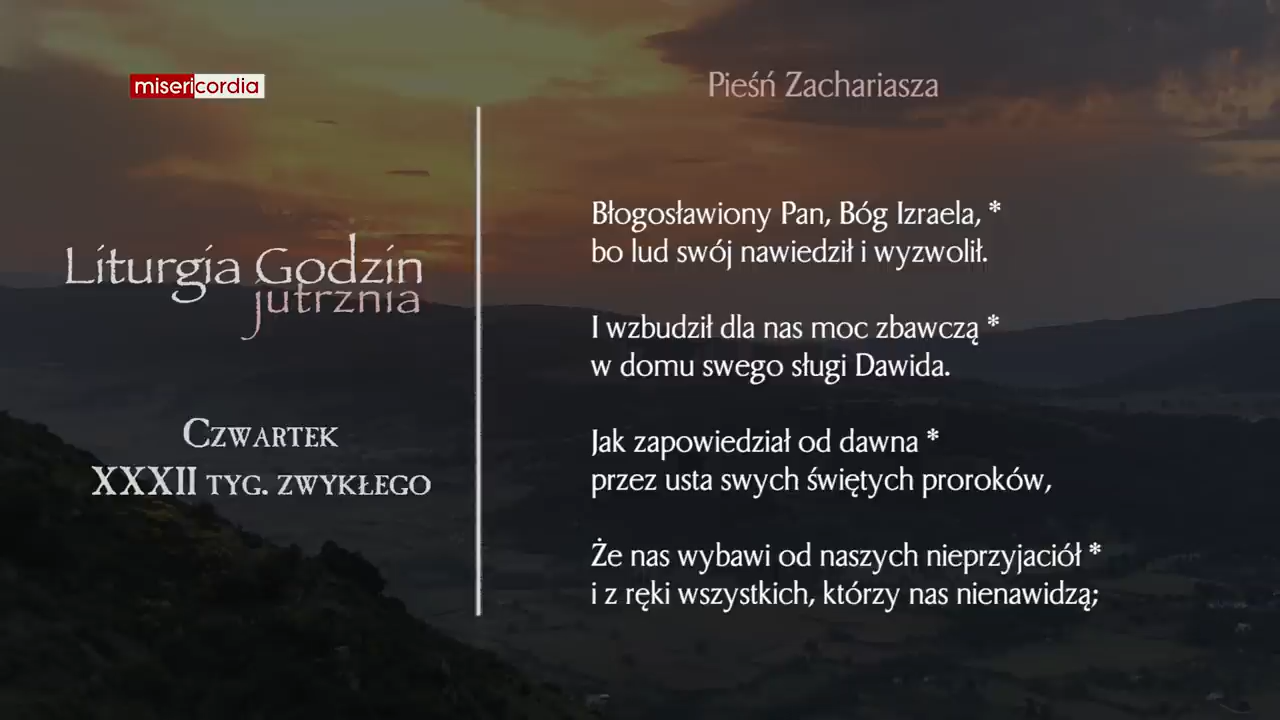 misericordia
Liturgia Godzin
jutrznia
Czwartek
XXXII tyg. zwykłego
Pieśń Zachariasza
Błogosławiony Pan, Bóg Izraela, *
bo lud swój nawiedził i wyzwolił.
I wzbudził dla nas moc zbawczą *
w domu swego sługi Dawida.
Jak zapowiedział od dawna *
przez usta swych świętych proroków,
Że nas wybawi od naszych nieprzyjaciół *
i z ręki wszystkich, którzy nas nienawidzą;